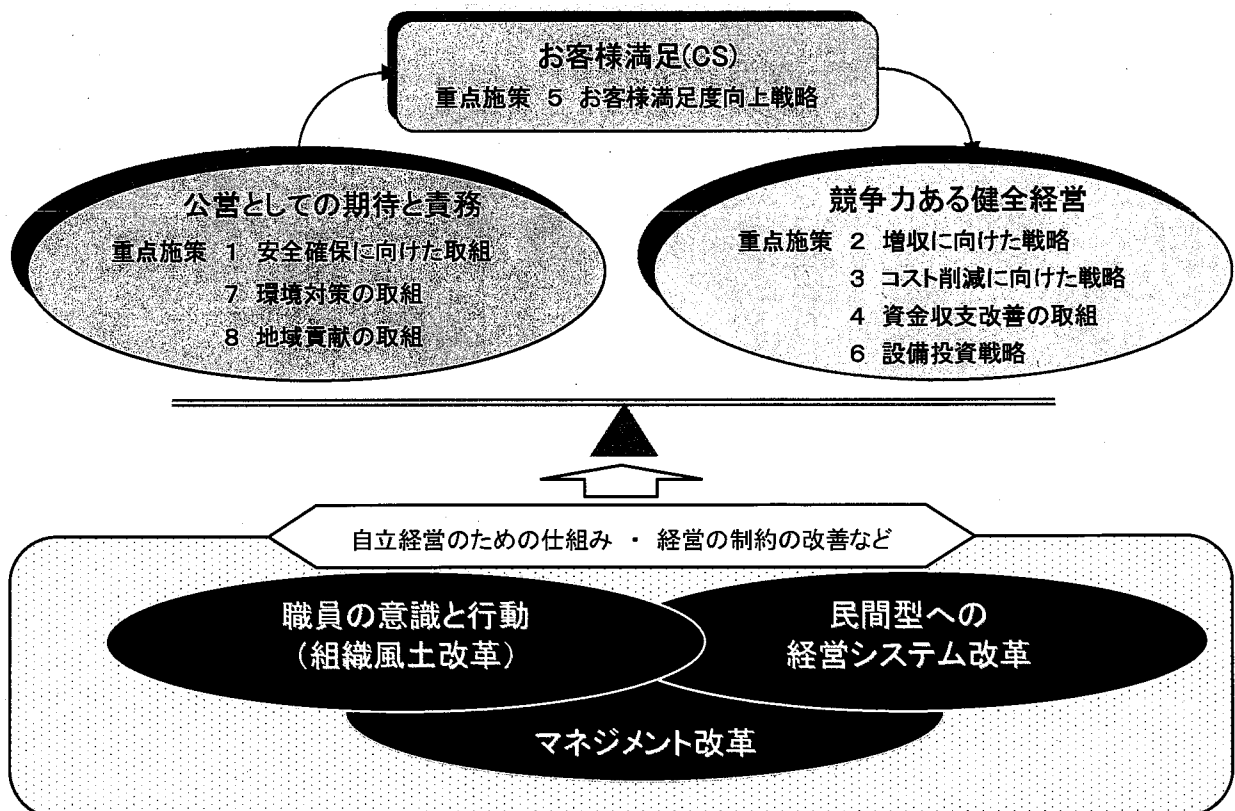 お客様満足(CS)
重点施策 5 お客様満足度向上戦略
公営としての期待と責務
重点施策 1 安全確保に向けた取組
7 環境対策の取組
8 地域貢献の取組
競争力ある健全経営
重点施策 2 増収に向けた戦略
3 コスト削減に向けた戦略
4 資金収支改善の取組
6 設備投資戦略
自立経営のための仕組み ・ 経営の制約の改善など
職員の意識と行動
(組織風土改革)
民間型への
経営システム改革
マネジメント改革